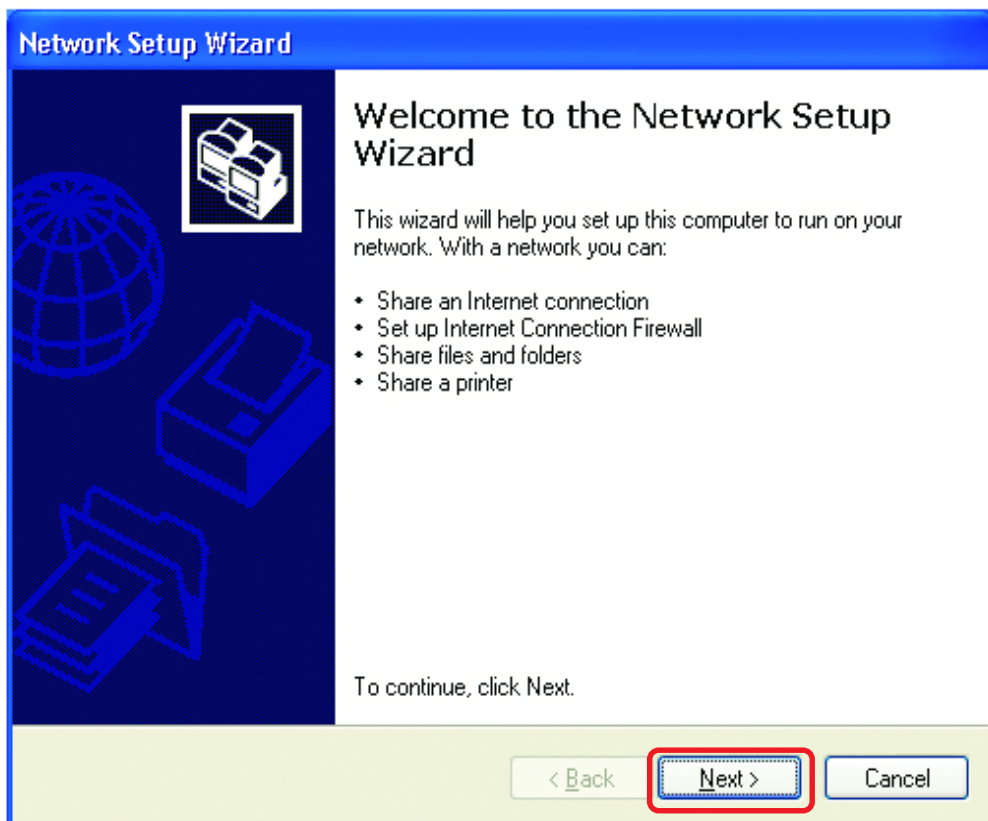 Network Setup Wizard
Welcome to the Network Setup
Wizard
This wizard will help you set up this computer to run on your
network. With a network you can:
• Share an Internet connection
• Set up Internet Connection Firewall
• Share files and folders
• Share a printer
To continue, click Next.
< Back Next > Cancel